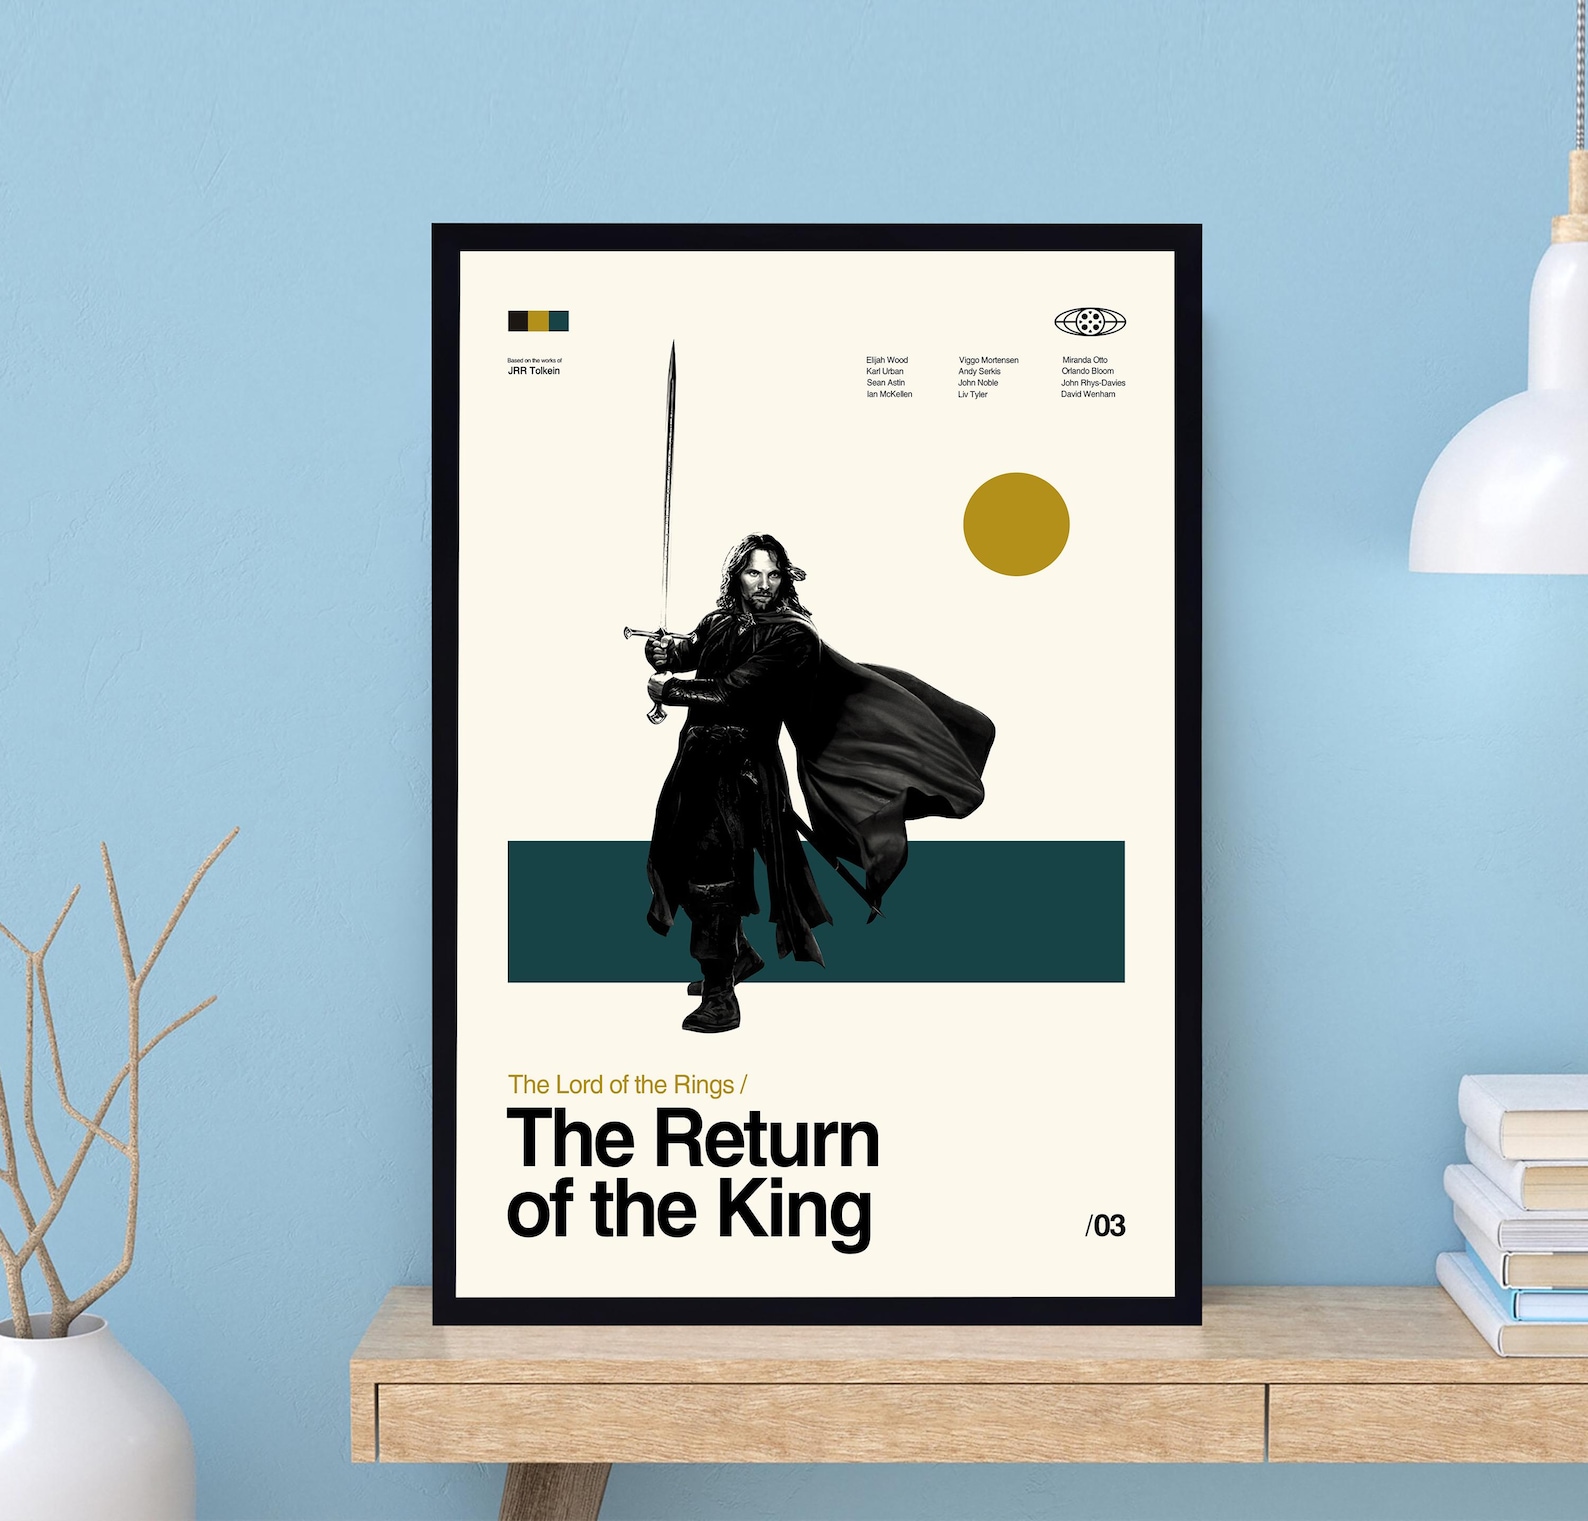 Based on the works of
JRR Tolkein
Elijah Wood
Karl Urban
Sean Astin
Ian McKellen
Viggo Mortensen
Andy Serkis
John Noble
Liv Tyler
Miranda Otto
Orlando Bloom
John Rhys-Davies
David Wenham
The Lord of the Rings /
The Return
of the King
/03